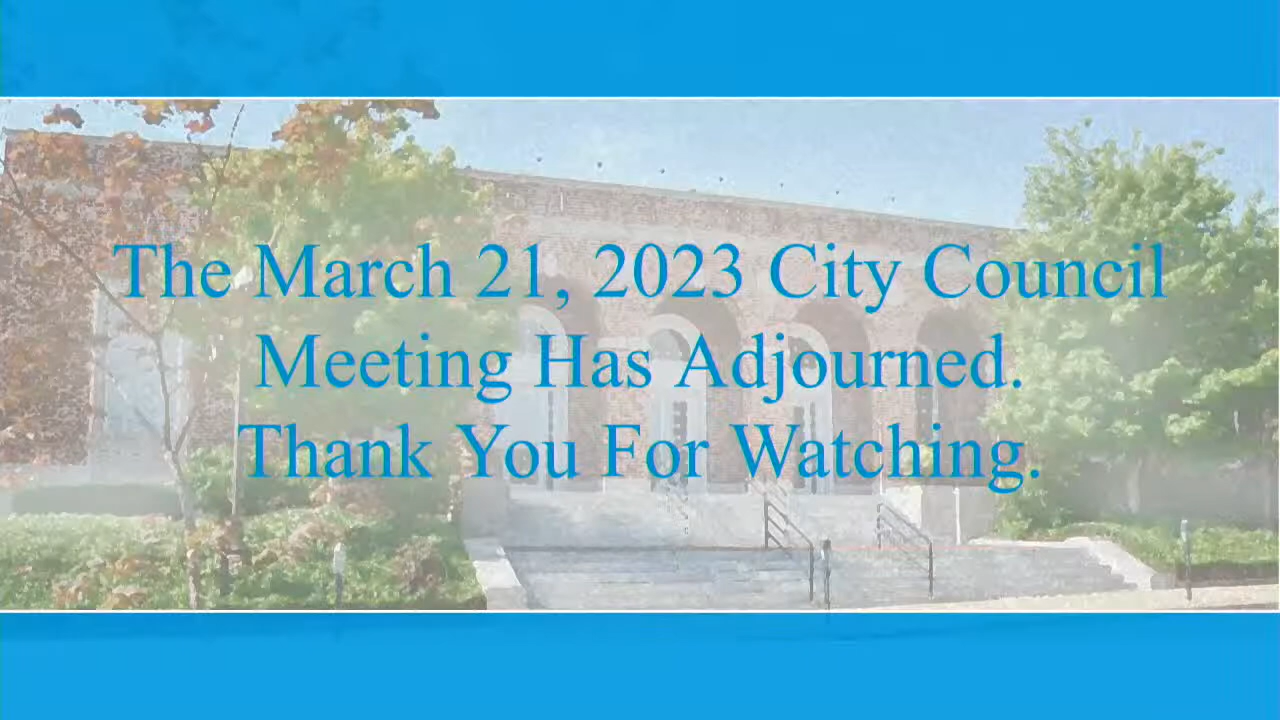 The March 21, 2023 City Council
Meeting Has Adjourned.
Thank You For Watching.